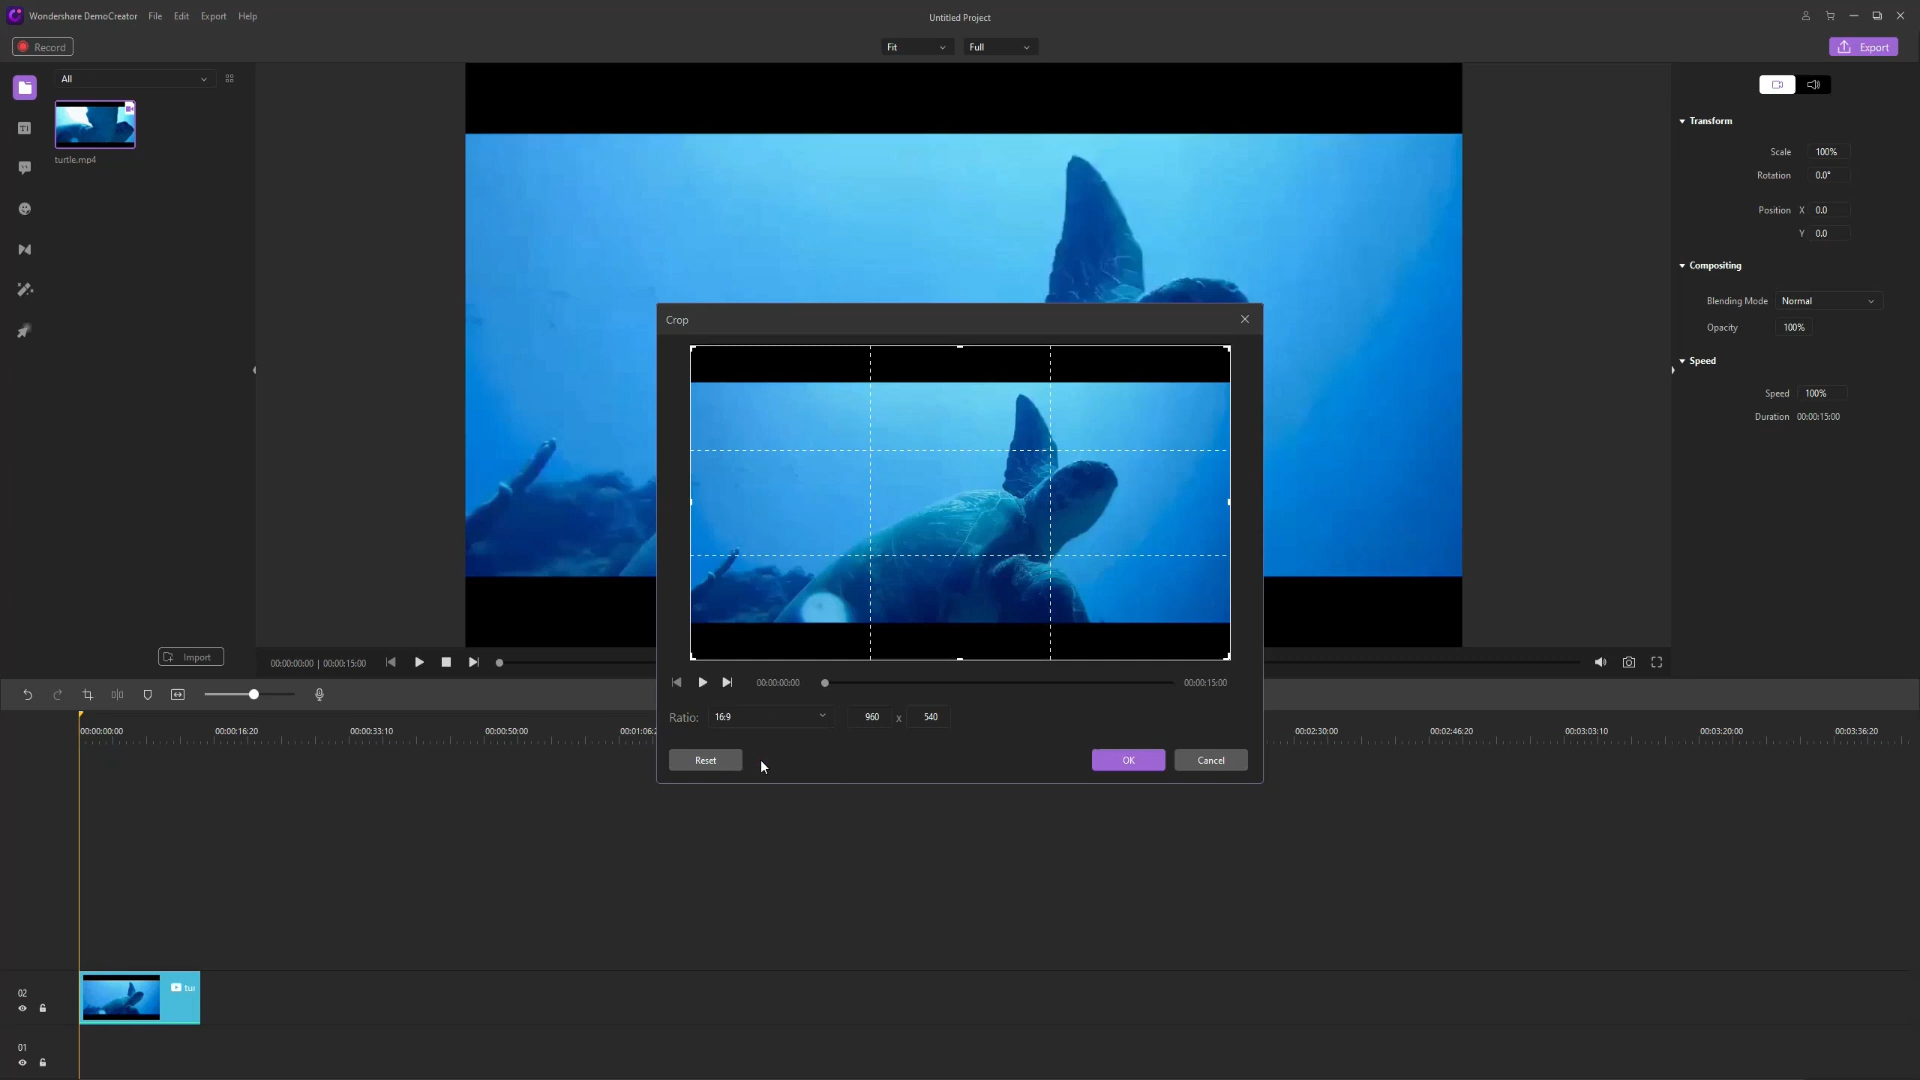 Wondershare DemoCreator File Edit Export Help
Untitled Project
Record
Fit
Full
Export
All
turtle.mp4
Import
Transform
Scale 100%
Rotation 0.0°
Position X 0.0
Y 0.0
Compositing
Blending Mode Normal
Opacity 100%
Speed
Speed 100%
Duration 00:00:15:00
Crop
00:00:00:00 00:00:15:00
Ratio: 16:9 960 x 540
Reset
OK
Cancel
00:00:00:00 | 00:00:15:00
00:00:00:00 00:00:16:20 00:00:33:10 00:00:50:00 00:01:06:2 00:02:30:00 00:02:46:20 00:03:03:10 00:03:20:00 00:03:36:20
02
tur
01